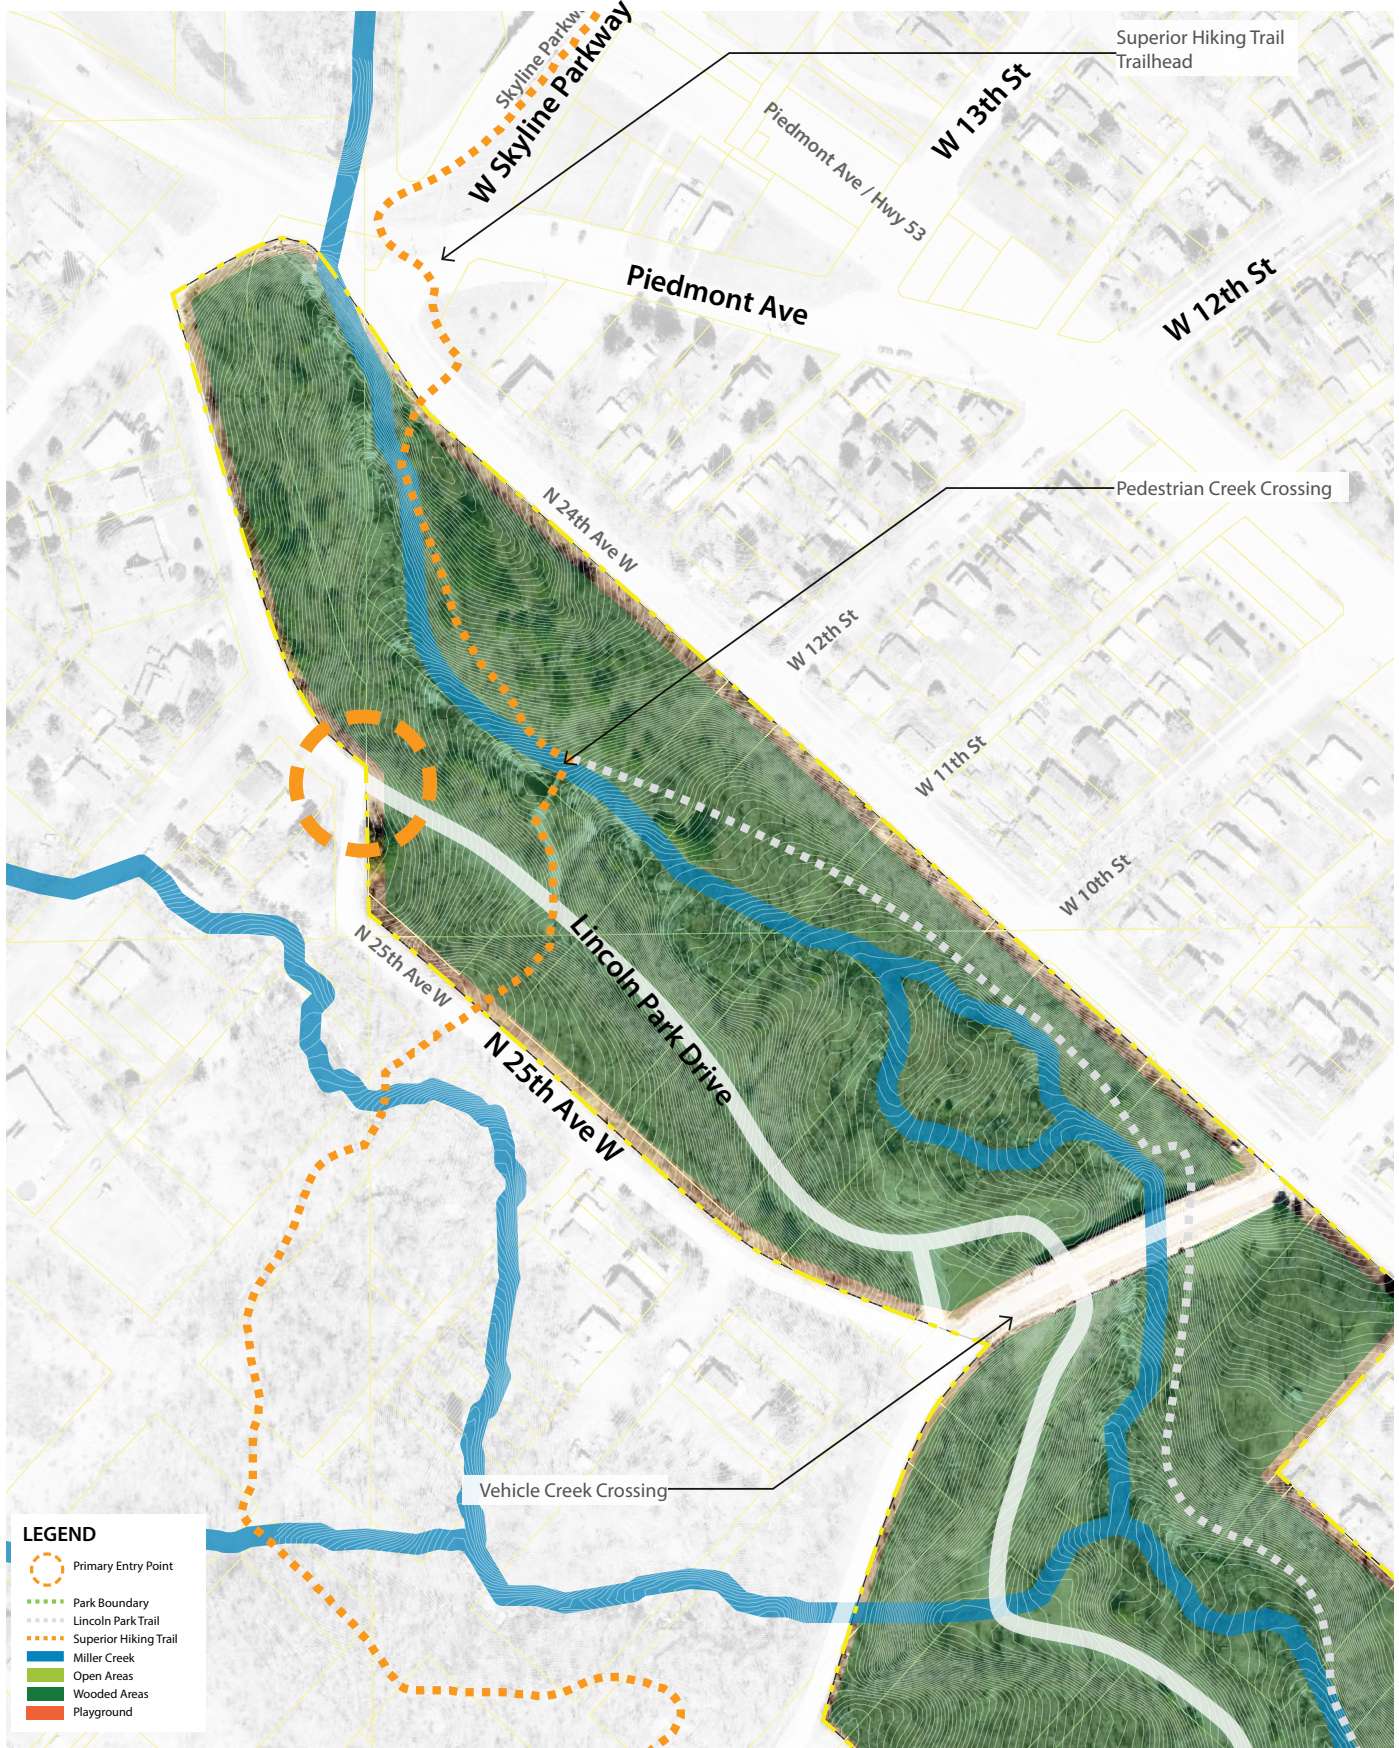 Superior Hiking Trail
Trailhead
Skyline Parkw
W Skyline Parkway
W 13th St
Piedmont Ave / Hwy 53
W 12th St
Piedmont Ave
Pedestrian Creek Crossing
N 24th Ave W
W 12th St
W 11th St
W 10th St
N 25th Ave W
Lincoln Park Drive
N 25th Ave W
Vehicle Creek Crossing
LEGEND
Primary Entry Point
Park Boundary
Lincoln Park Trail
Superior Hiking Trail
Miller Creek
Open Areas
Wooded Areas
Playground